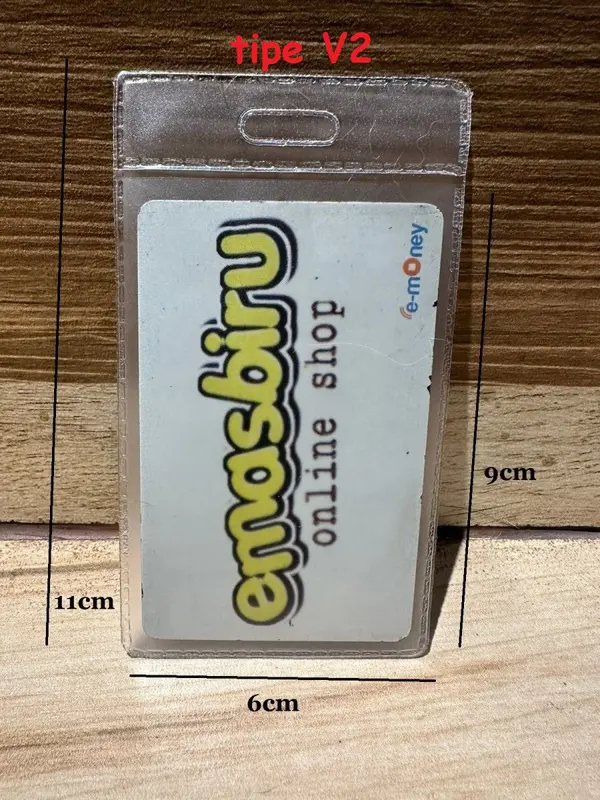 tipe V2
e-money
emasbiru
online shop
9cm
11cm
6cm